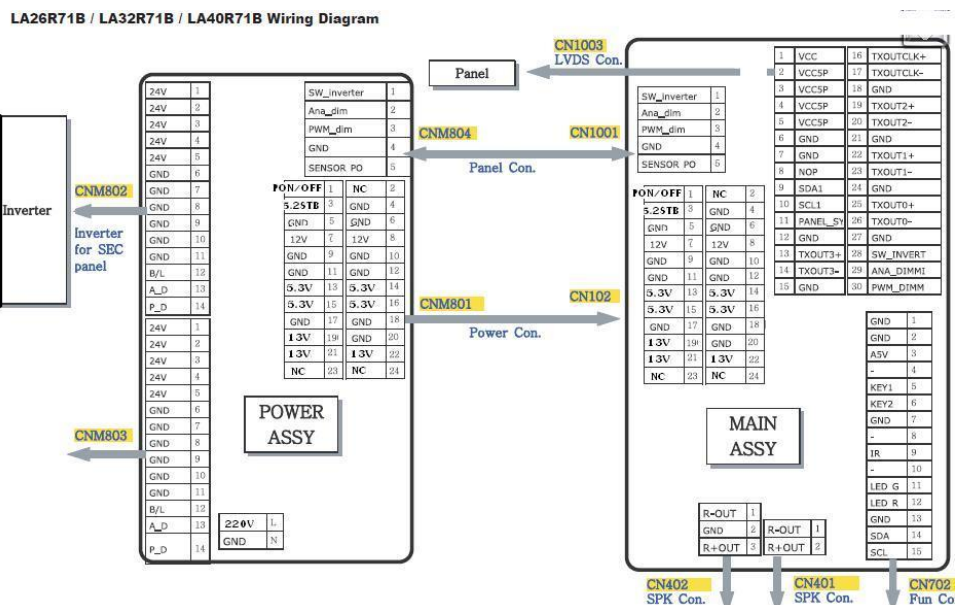 LA26R71B / LA32R71B / LA40R71B Wiring Diagram
Inverter
CNM802
Inverter
for SEC
panel
CNM803
24V 1
24V 2
24V 3
24V 4
24V 5
GND 6
GND 7
GND 8
GND 9
GND 10
GND 11
B/L 12
A_D 13
P_D 14
24V 1
24V 2
24V 3
24V 4
24V 5
GND 6
GND 7
GND 8
GND 9
GND 10
GND 11
B/L 12
A_D 13
P_D 14
SW_inverter 1
Ana_dim 2
PWM_dim 3
GND 4
SENSOR PO 5
PON/OFF 1 NC 2
5.2STB 3 GND 4
GND 5 GND 6
12V 7 12V 8
GND 9 GND 10
GND 11 GND 12
5.3V 13 5.3V 14
5.3V 15 5.3V 16
GND 17 GND 18
13V 19 GND 20
13V 21 13V 22
NC 23 NC 24
POWER
ASSY
220V L
GND N
Panel
CN1003
LVDS Con.
CNM804 CN1001
Panel Con.
CNM801 CN102
Power Con.
SW_inverter 1
Ana_dim 2
PWM_dim 3
GND 4
SENSOR PO 5
PON/OFF 1 NC 2
5.2STB 3 GND 4
GND 5 GND 6
12V 7 12V 8
GND 9 GND 10
GND 11 GND 12
5.3V 13 5.3V 14
5.3V 15 5.3V 16
GND 17 GND 18
13V 19 GND 20
13V 21 13V 22
NC 23 NC 24
1 VCC 16 TXOUTCLK+
2 VCC5P 17 TXOUTCLK-
3 VCC5P 18 GND
4 VCC5P 19 TXOUT2+
5 VCC5P 20 TXOUT2-
6 GND 21 GND
7 GND 22 TXOUT1+
8 NOP 23 TXOUT1-
9 SDA1 24 GND
10 SCL1 25 TXOUT0+
11 PANEL_SY 26 TXOUT0-
12 GND 27 GND
13 TXOUT3+ 28 SW_INVERT
14 TXOUT3- 29 ANA_DIMMI
15 GND 30 PWM_DIMM
MAIN
ASSY
GND 1
GND 2
A5V 3
- 4
KEY1 5
KEY2 6
GND 7
- 8
IR 9
- 10
LED G 11
LED R 12
GND 13
SDA 14
SCL 15
R-OUT 1
GND 2
R+OUT 3
R-OUT 1
R+OUT 2
CN402
SPK Con.
CN401
SPK Con.
CN702
Fun Co